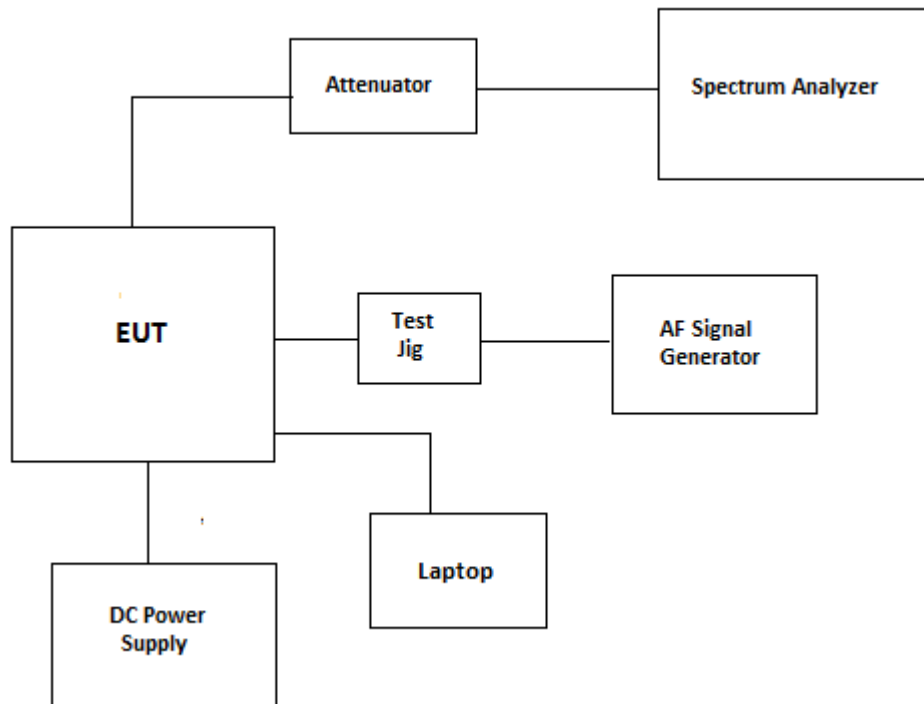 Attenuator
Spectrum Analyzer
EUT
Test
Jig
AF Signal
Generator
Laptop
DC Power
Supply